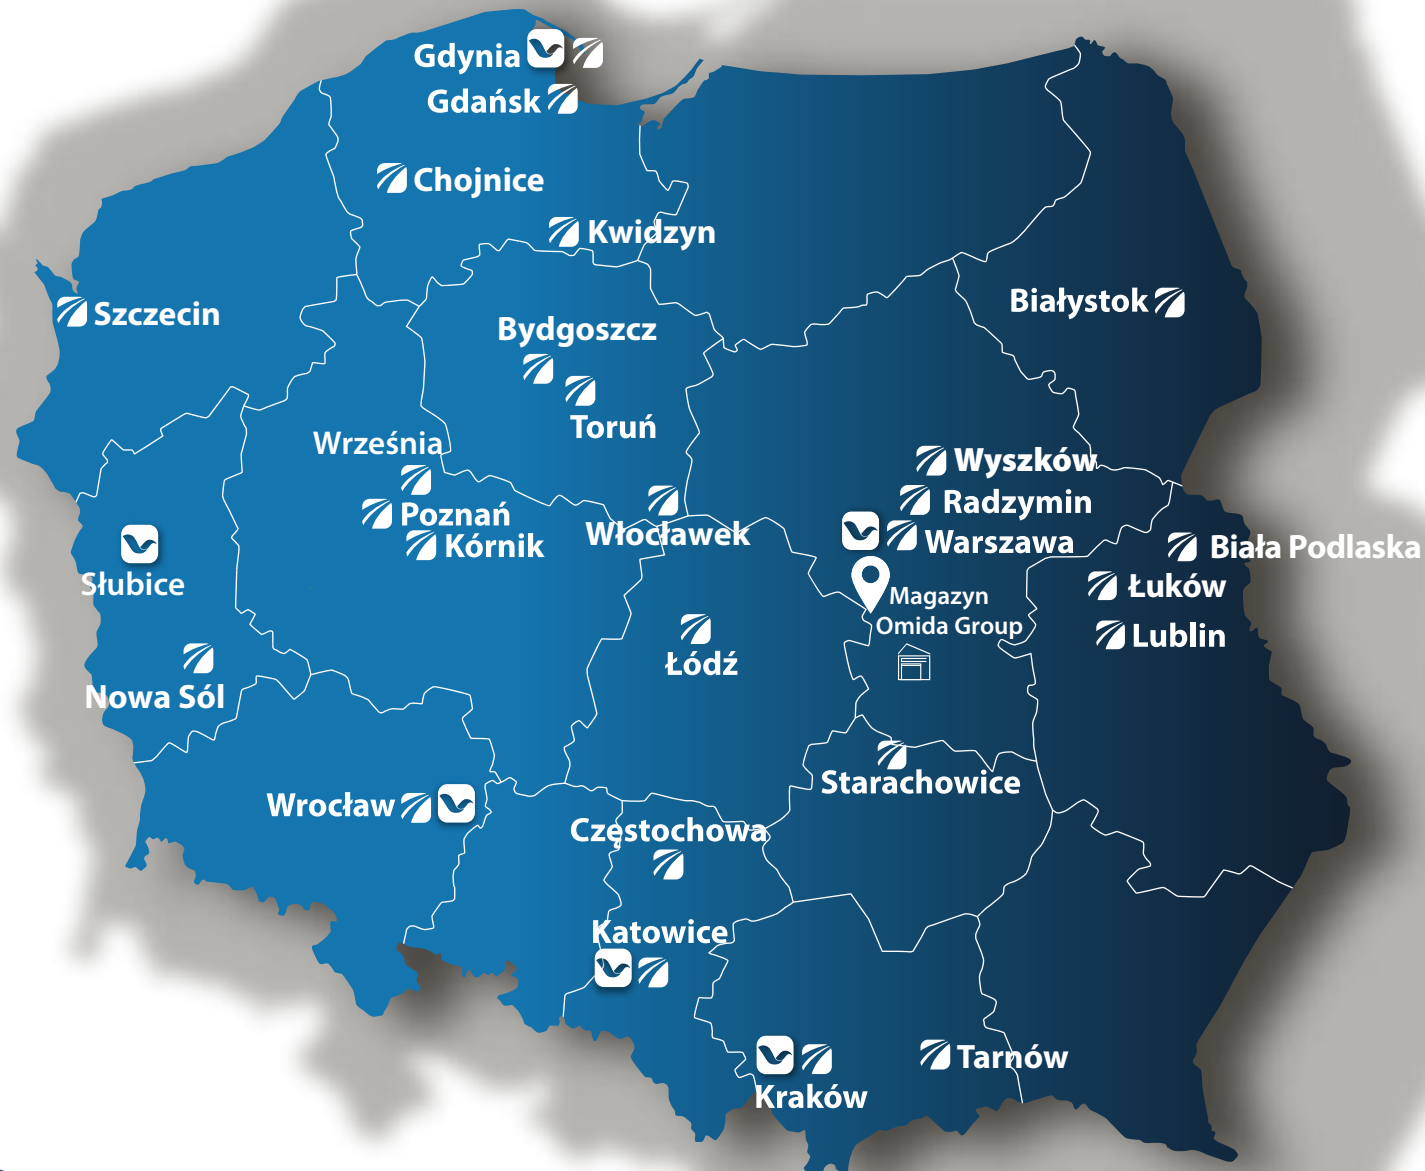 Gdynia
Gdańsk
Chojnice
Kwidzyn
Szczecin
Białystok
Bydgoszcz
Toruń
Września
Wyszków
Poznań
Radzymin
Włocławek
Kórnik
Warszawa
Biała Podlaska
Słubice
Łuków
Magazyn
Omida Group
Lublin
Łódź
Nowa Sól
Starachowice
Wrocław
Częstochowa
Katowice
Tarnów
Kraków